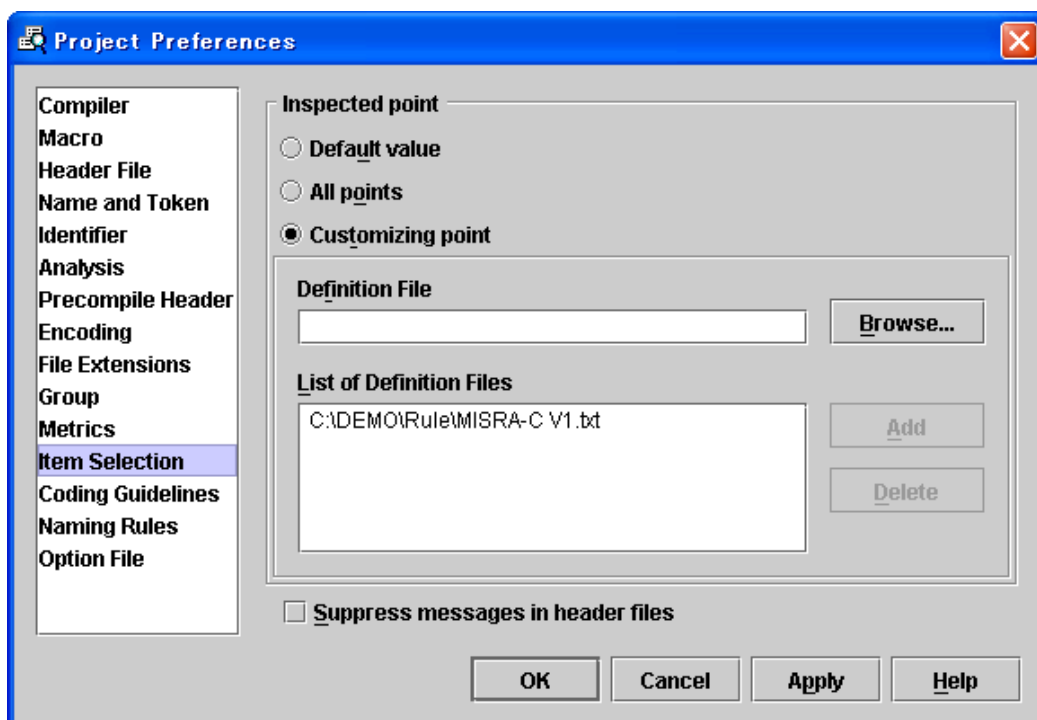 Project Preferences
Compiler
Macro
Header File
Name and Token
Identifier
Analysis
Precompile Header
Encoding
File Extensions
Group
Metrics
Item Selection
Coding Guidelines
Naming Rules
Option File
Inspected point
Default value
All points
Customizing point
Definition File
Browse...
List of Definition Files
C:\DEMO\Rule\MISRA-C V1.txt
Add
Delete
Suppress messages in header files
OK
Cancel
Apply
Help